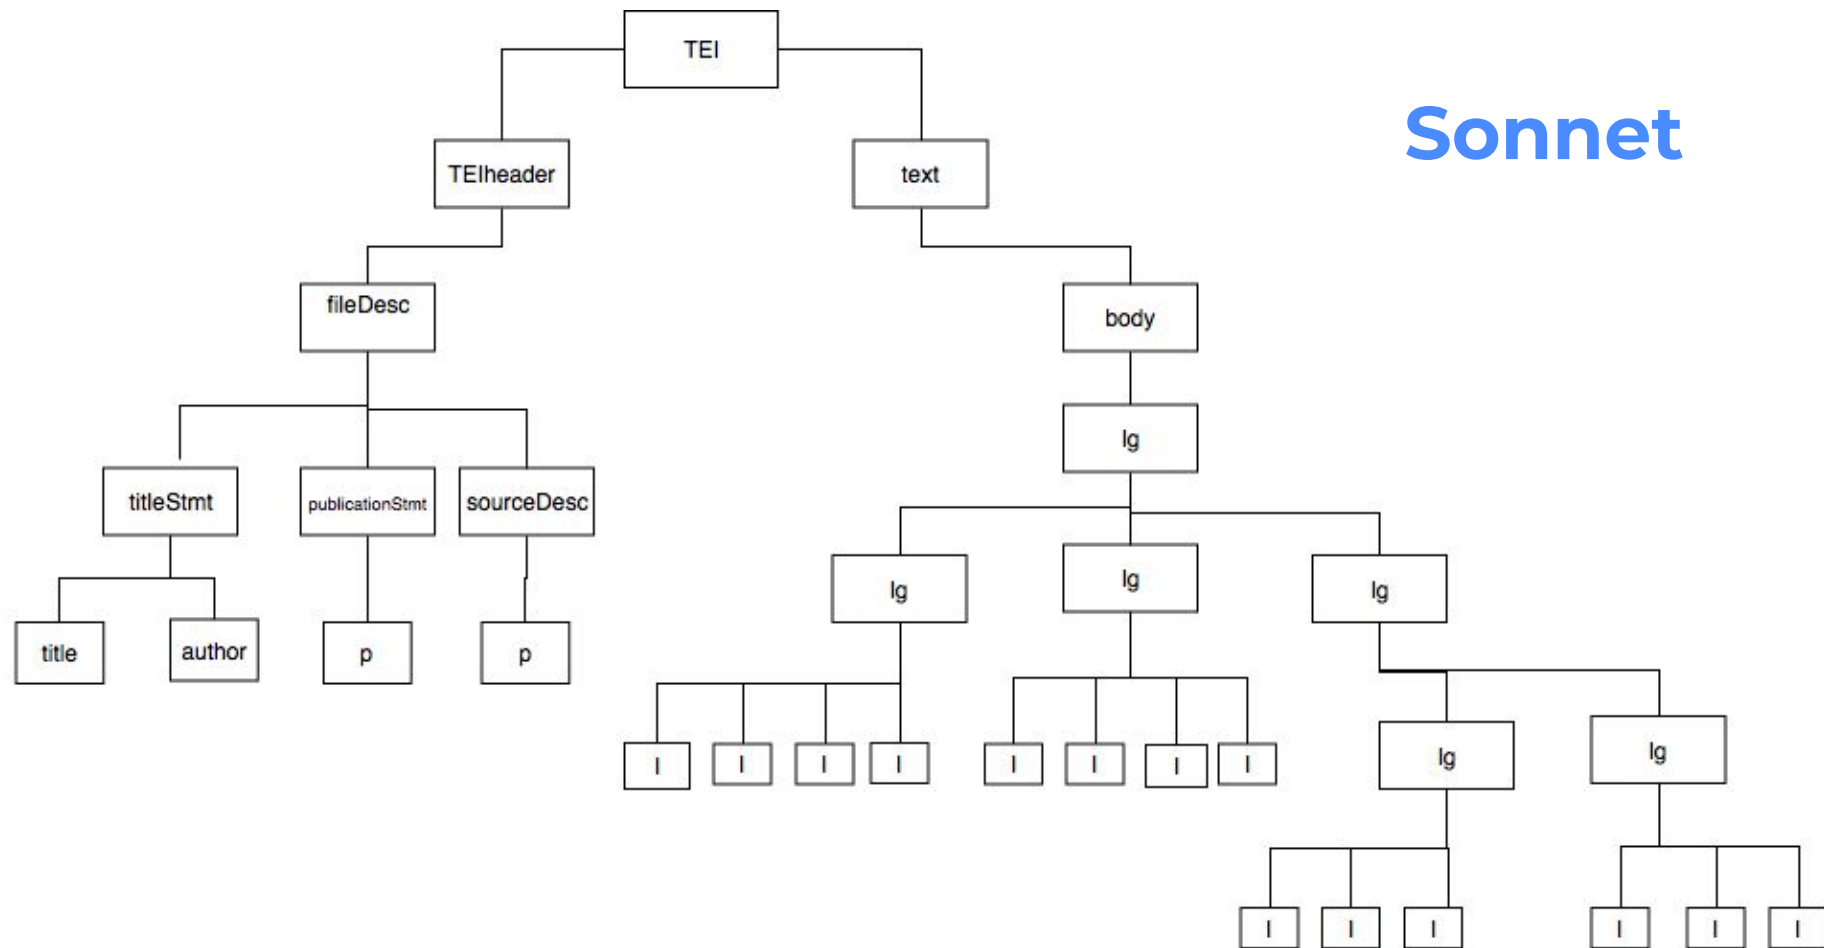 TEI
Sonnet
TEIheader
text
fileDesc
body
lg
titleStmt
publicationStmt
sourceDesc
lg
lg
lg
title
author
p
p
l
l
l
l
l
l
l
l
lg
lg
l
l
l
l
l
l